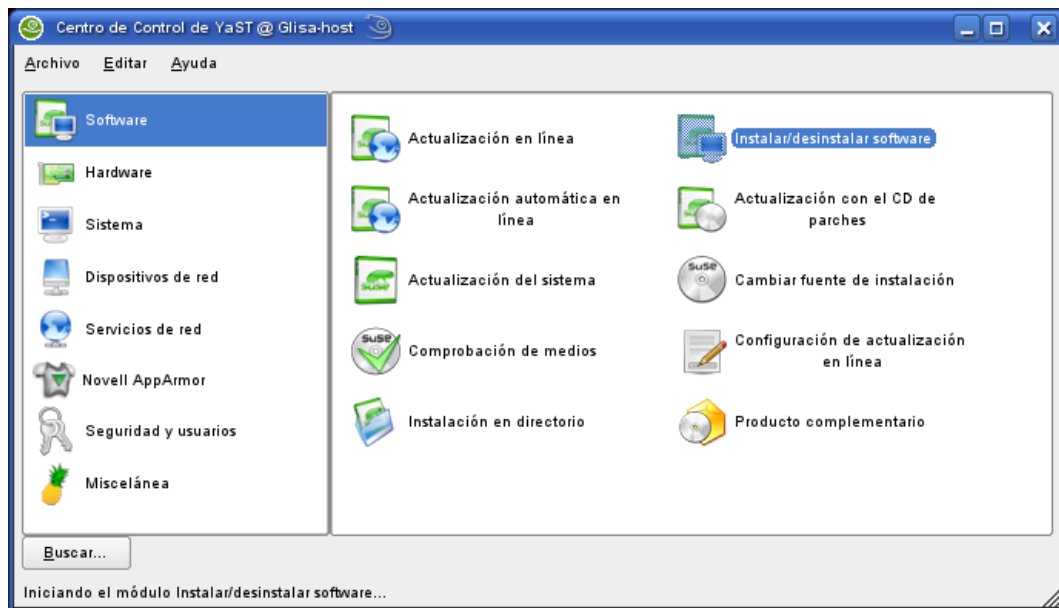 Centro de Control de YaST @ Glisa-host
Archivo Editar Ayuda
Software
Hardware
Sistema
Dispositivos de red
Servicios de red
Novell AppArmor
Seguridad y usuarios
Miscelánea
Actualización en línea
Instalar/desinstalar software
Actualización automática en
línea
Actualización con el CD de
parches
Actualización del sistema
Cambiar fuente de instalación
Comprobación de medios
Configuración de actualización
en línea
Instalación en directorio
Producto complementario
Buscar...
Iniciando el módulo Instalar/desinstalar software...